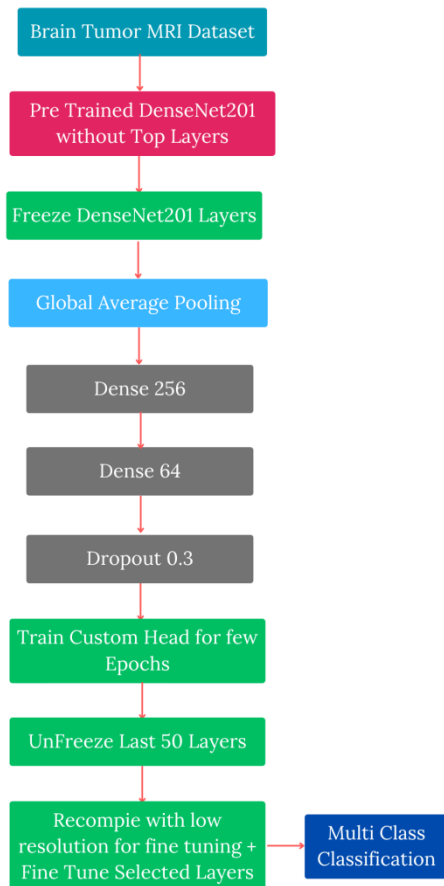 Brain Tumor MRI Dataset
Pre Trained DenseNet201
without Top Layers
Freeze DenseNet201 Layers
Global Average Pooling
Dense 256
Dense 64
Dropout 0.3
Train Custom Head for few
Epochs
UnFreeze Last 50 Layers
Recompie with low
resolution for fine tuning +
Fine Tune Selected Layers
Multi Class
Classification